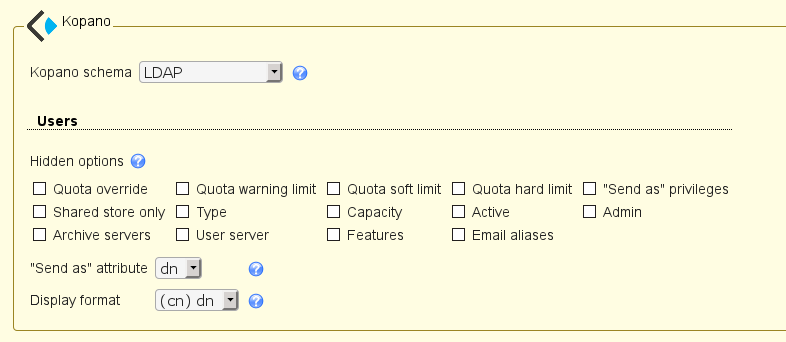 Kopano
Kopano schema LDAP
Users
Hidden options
Quota override Quota warning limit Quota soft limit Quota hard limit "Send as" privileges
Shared store only Type Capacity Active Admin
Archive servers User server Features Email aliases
"Send as" attribute dn
Display format (cn) dn